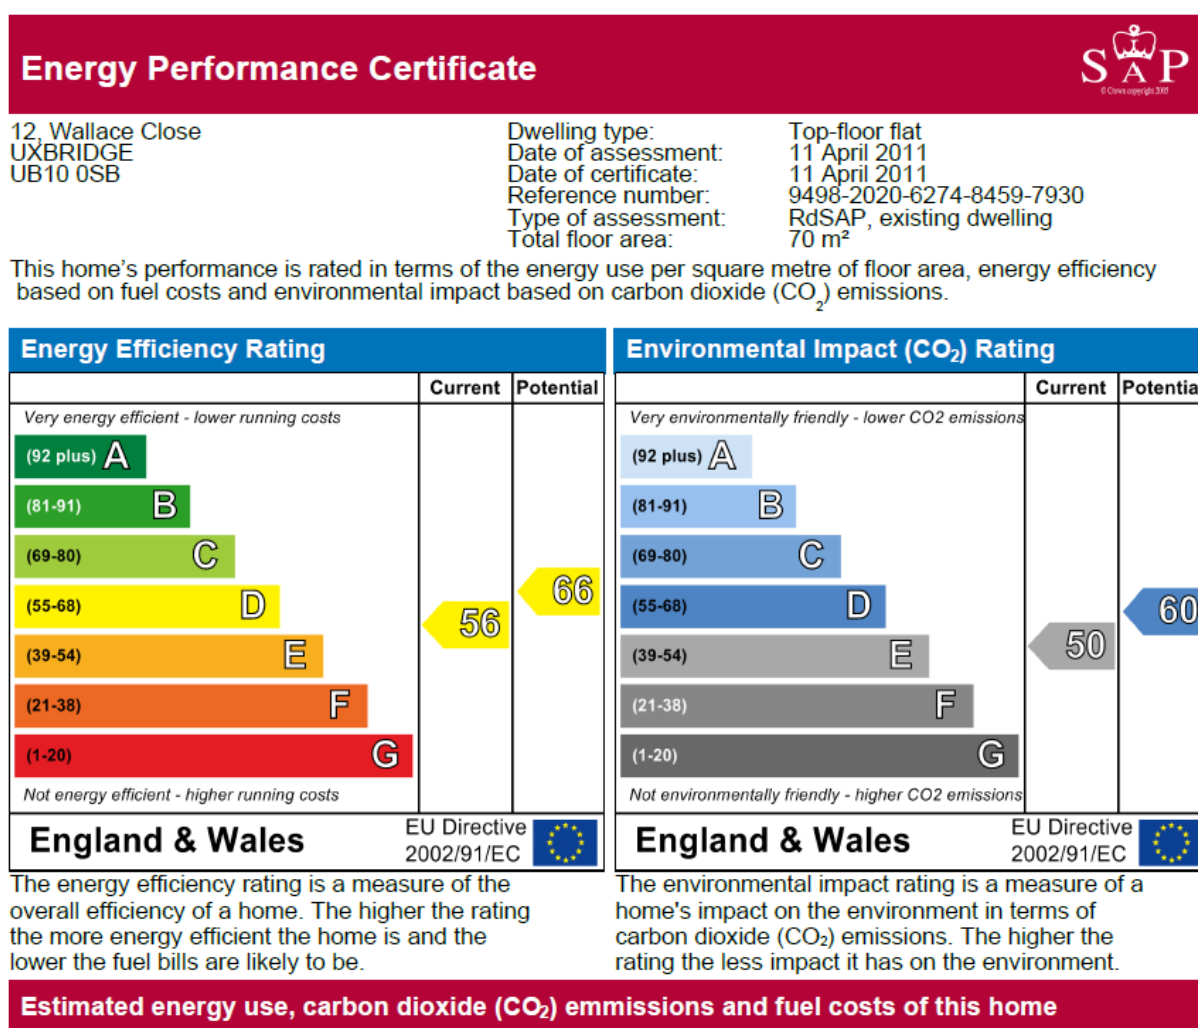 Energy Performance Certificate
SAP
© Crown copyright 2005
12, Wallace Close
UXBRIDGE
UB10 0SB
Dwelling type: Top-floor flat
Date of assessment: 11 April 2011
Date of certificate: 11 April 2011
Reference number: 9498-2020-6274-8459-7930
Type of assessment: RdSAP, existing dwelling
Total floor area: 70 m²
This home's performance is rated in terms of the energy use per square metre of floor area, energy efficiency
based on fuel costs and environmental impact based on carbon dioxide (CO₂) emissions.
Energy Efficiency Rating
Current Potential
Very energy efficient - lower running costs
(92 plus) A
(81-91) B
(69-80) C
(55-68) D
(39-54) E
(21-38) F
(1-20) G
56
66
Not energy efficient - higher running costs
England & Wales
EU Directive
2002/91/EC
The energy efficiency rating is a measure of the
overall efficiency of a home. The higher the rating
the more energy efficient the home is and the
lower the fuel bills are likely to be.
Environmental Impact (CO₂) Rating
Current Potentia
Very environmentally friendly - lower CO2 emissions
(92 plus) A
(81-91) B
(69-80) C
(55-68) D
(39-54) E
(21-38) F
(1-20) G
50
60
Not environmentally friendly - higher CO2 emissions
England & Wales
EU Directive
2002/91/EC
The environmental impact rating is a measure of a
home's impact on the environment in terms of
carbon dioxide (CO₂) emissions. The higher the
rating the less impact it has on the environment.
Estimated energy use, carbon dioxide (CO₂) emmissions and fuel costs of this home